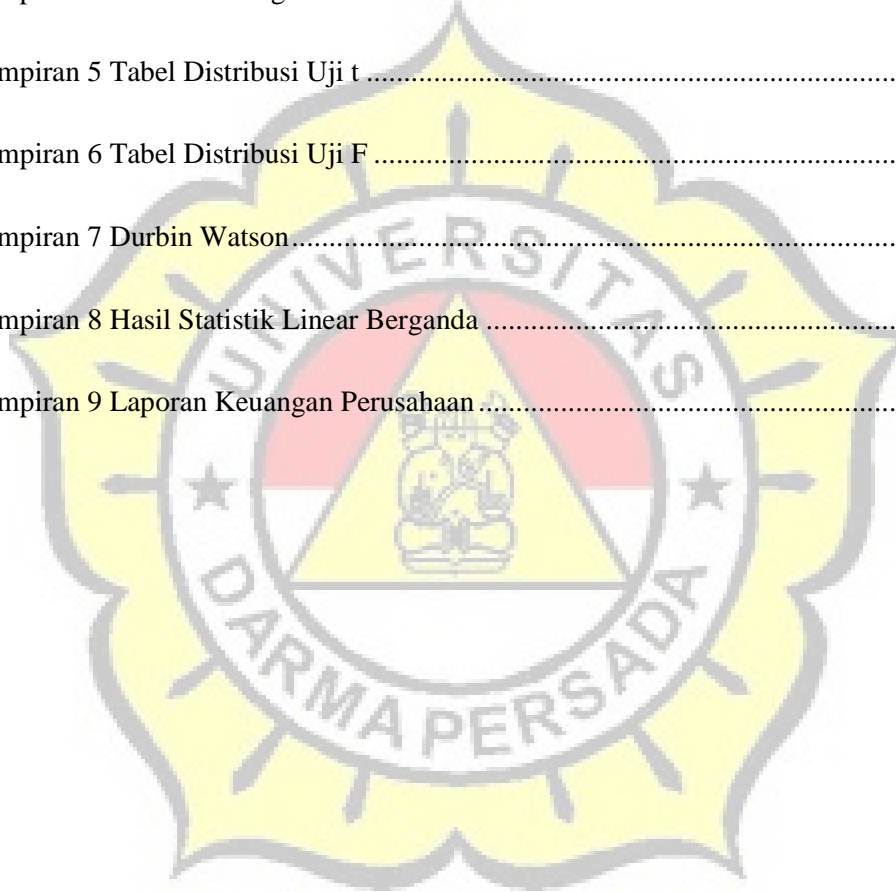 mpiran 5 Tabel Distribusi Uji t ........................................................................
mpiran 6 Tabel Distribusi Uji F ........................................................................
mpiran 7 Durbin Watson ........................................................................
mpiran 8 Hasil Statistik Linear Berganda ........................................................................
mpiran 9 Laporan Keuangan Perusahaan ........................................................................
UNIVERSITAS
DARMA PERSADA